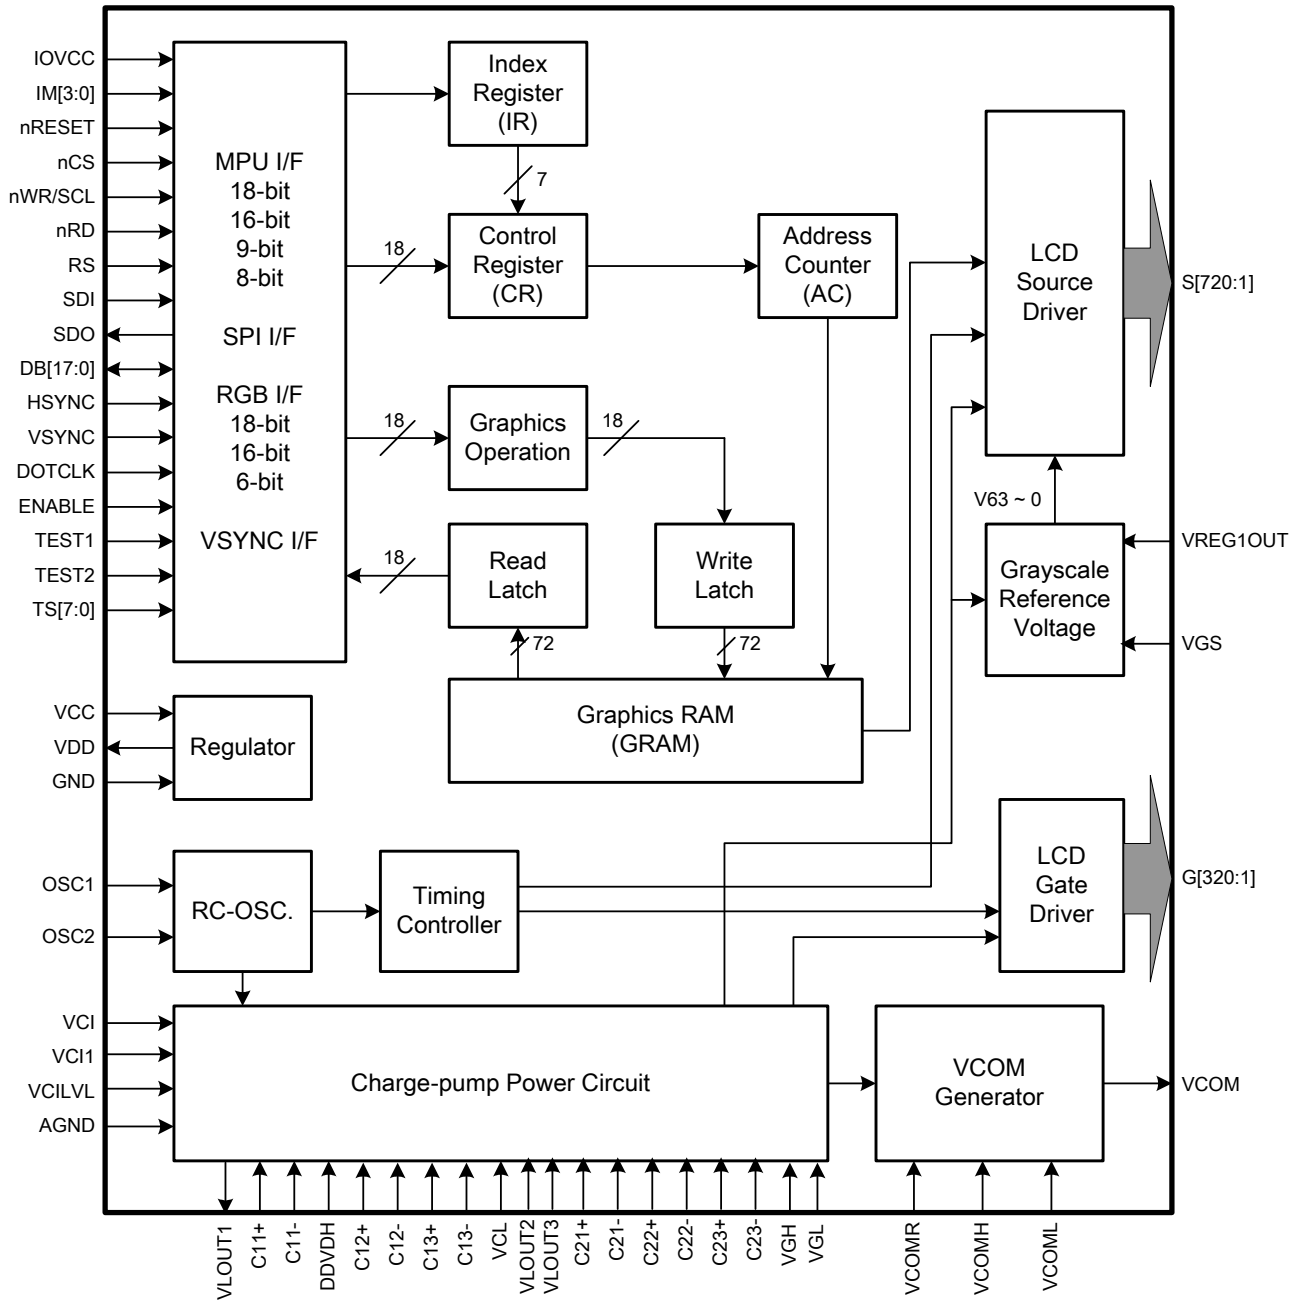 IOVCC
IM[3:0]
nRESET
nCS
nWR/SCL
nRD
RS
SDI
SDO
DB[17:0]
HSYNC
VSYNC
DOTCLK
ENABLE
TEST1
TEST2
TS[7:0]
MPU I/F
18-bit
16-bit
9-bit
8-bit
SPI I/F
RGB I/F
18-bit
16-bit
6-bit
VSYNC I/F
Index
Register
(IR)
7
18
Control
Register
(CR)
Address
Counter
(AC)
18
Graphics
Operation
18
18
Read
Latch
Write
Latch
72
72
Graphics RAM
(GRAM)
LCD
Source
Driver
S[720:1]
V63 ~ 0
Grayscale
Reference
Voltage
VREG1OUT
VGS
VCC
VDD
GND
Regulator
OSC1
OSC2
RC-OSC.
Timing
Controller
LCD
Gate
Driver
G[320:1]
VCI
VCI1
VCILVL
AGND
Charge-pump Power Circuit
VCOM
Generator
VCOM
VLOUT1
C11+
C11-
DDVDH
C12+
C12-
C13+
C13-
VCL
VLOUT2
VLOUT3
C21+
C21-
C22+
C22-
C23+
C23-
VGH
VGL
VCOMR
VCOMH
VCOML